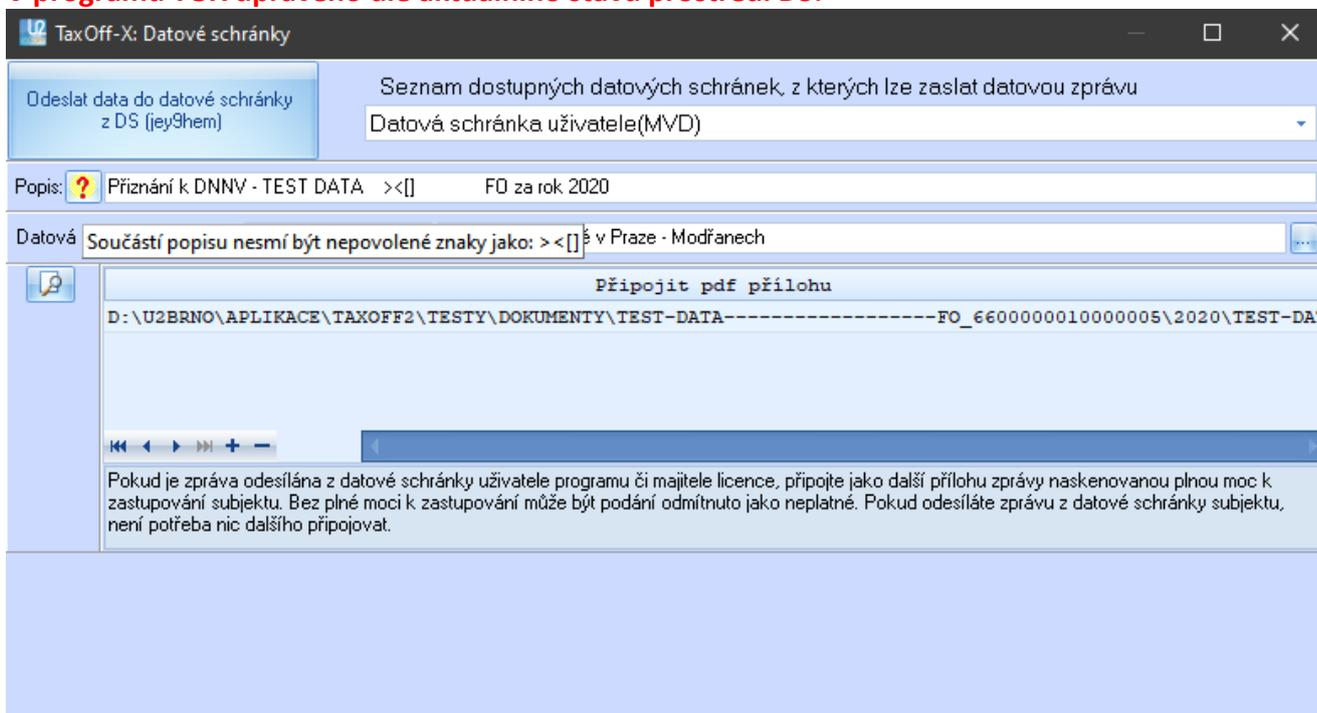 TaxOff-X: Datové schránky
Odeslat data do datové schránky
z DS (jey9hem)
Seznam dostupných datových schránek, z kterých lze zaslat datovou zprávu
Datová schránka uživatele(MVD)
Popis: ? Přiznání k DNNV - TEST DATA ><[] FO za rok 2020
Datová Součástí popisu nesmí být nepovolené znaky jako: ><[] v Praze - Modřanech ...
Připojit pdf přílohu
D:\U2BRNO\APLIKACE\TAXOFF2\TESTY\DOKUMENTY\TEST-DATA------------------FO_6600000010000005\2020\TEST-DA
Pokud je zpráva odesílána z datové schránky uživatele programu či majitele licence, připojte jako další přílohu zprávy naskenovanou plnou moc k
zastupování subjektu. Bez plné moci k zastupování může být podání odmítnuto jako neplatné. Pokud odesíláte zprávu z datové schránky subjektu,
není potřeba nic dalšího připojovat.